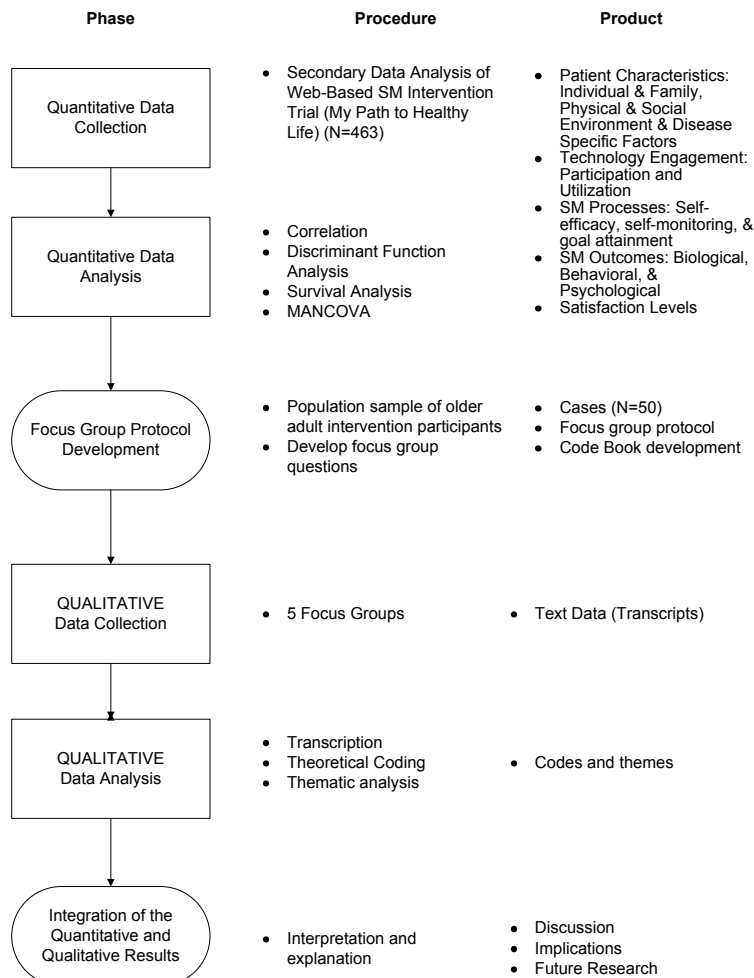 Phase
Procedure
Product
Quantitative Data
Collection
• Secondary Data Analysis of
Web-Based SM Intervention
Trial (My Path to Healthy
Life) (N=463)
• Patient Characteristics:
Individual & Family,
Physical & Social
Environment & Disease
Specific Factors
• Technology Engagement:
Participation and
Utilization
• SM Processes: Self-
efficacy, self-monitoring, &
goal attainment
• SM Outcomes: Biological,
Behavioral, &
Psychological
• Satisfaction Levels
Quantitative Data
Analysis
• Correlation
• Discriminant Function
Analysis
• Survival Analysis
• MANCOVA
Focus Group Protocol
Development
• Population sample of older
adult intervention participants
• Develop focus group
questions
• Cases (N=50)
• Focus group protocol
• Code Book development
QUALITATIVE
Data Collection
• 5 Focus Groups
• Text Data (Transcripts)
QUALITATIVE
Data Analysis
• Transcription
• Theoretical Coding
• Thematic analysis
• Codes and themes
Integration of the
Quantitative and
Qualitative Results
• Interpretation and
explanation
• Discussion
• Implications
• Future Research